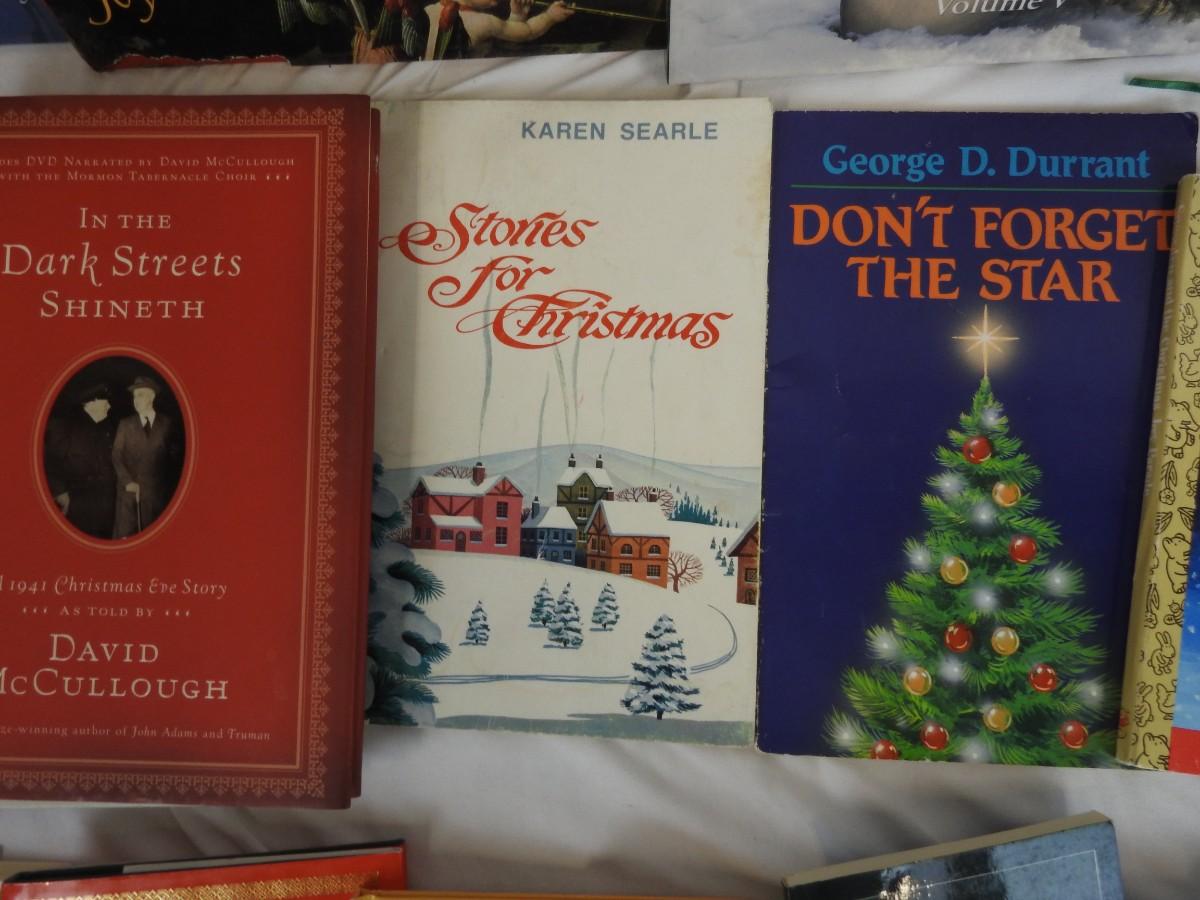 Volume V
DES DVD NARRATED BY DAVID MCCULLOUGH
WITH THE MORMON TABERNACLE CHOIR
IN THE
Dark Streets
SHINETH
1941 Christmas Eve Story
AS TOLD BY
DAVID
McCULLOUGH
ge-winning author of John Adams and Truman
KAREN SEARLE
Stories
for
Christmas
George D. Durrant
DON'T FORGET
THE STAR